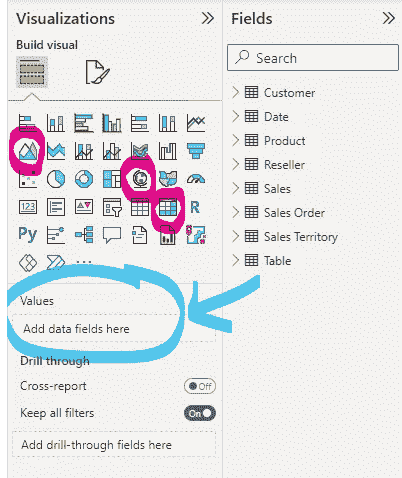 Visualizations
Build visual
123
R
Py
...
Values
Add data fields here
Drill through
Cross-report
Off
Keep all filters
On
Add drill-through fields here
Fields
Search
Customer
Date
Product
Reseller
Sales
Sales Order
Sales Territory
Table